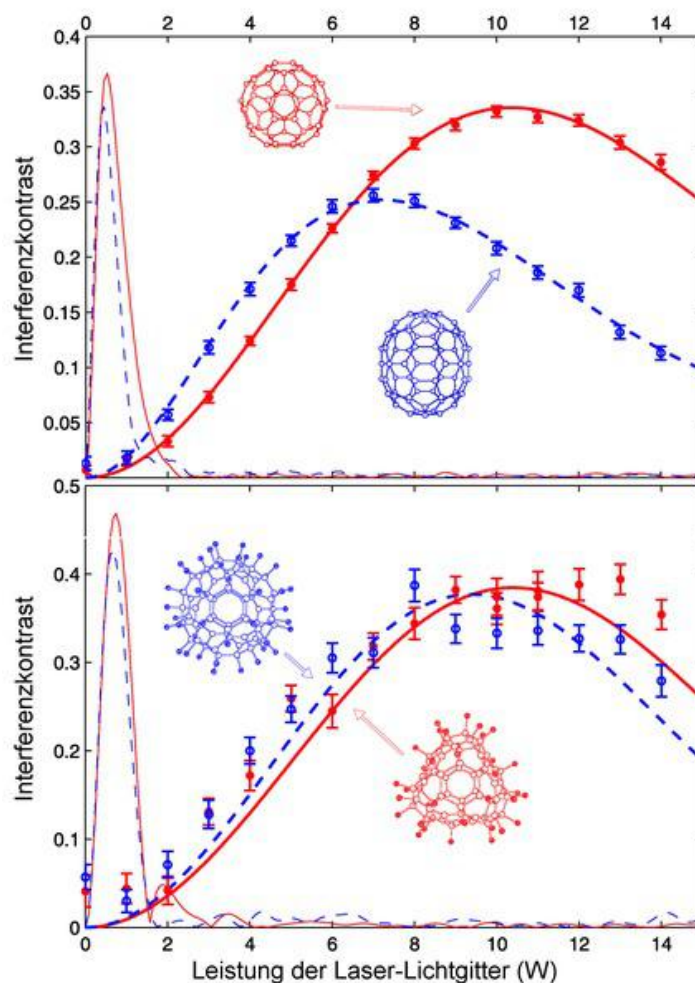 0 2 4 6 8 10 12 14
0.4
0.35
0.3
0.25
0.2
0.15
0.1
0.05
Interferenzkontrast
0.5
0.4
0.3
0.2
0.1
0
Interferenzkontrast
0 2 4 6 8 10 12 14
Leistung der Laser-Lichtgitter (W)